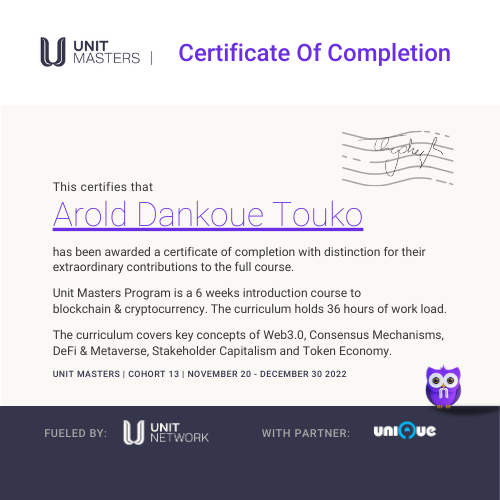 UNIT
MASTERS | Certificate Of Completion
This certifies that
Arold Dankoue Touko
has been awarded a certificate of completion with distinction for their
extraordinary contributions to the full course.
Unit Masters Program is a 6 weeks introduction course to
blockchain & cryptocurrency. The curriculum holds 36 hours of work load.
The curriculum covers key concepts of Web3.0, Consensus Mechanisms,
DeFi & Metaverse, Stakeholder Capitalism and Token Economy.
UNIT MASTERS | COHORT 13 | NOVEMBER 20 - DECEMBER 30 2022
FUELED BY: UNIT NETWORK WITH PARTNER: uniQue